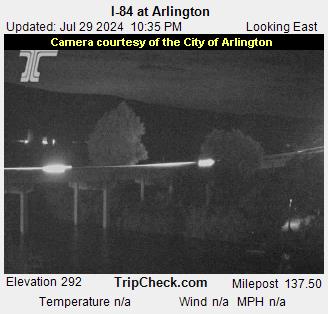 I-84 at Arlington
Updated: Jul 29 2024 10:35 PM Looking East
Camera courtesy of the City of Arlington
Elevation 292 TripCheck.com Milepost 137.50
Temperature n/a Wind n/a MPH n/a